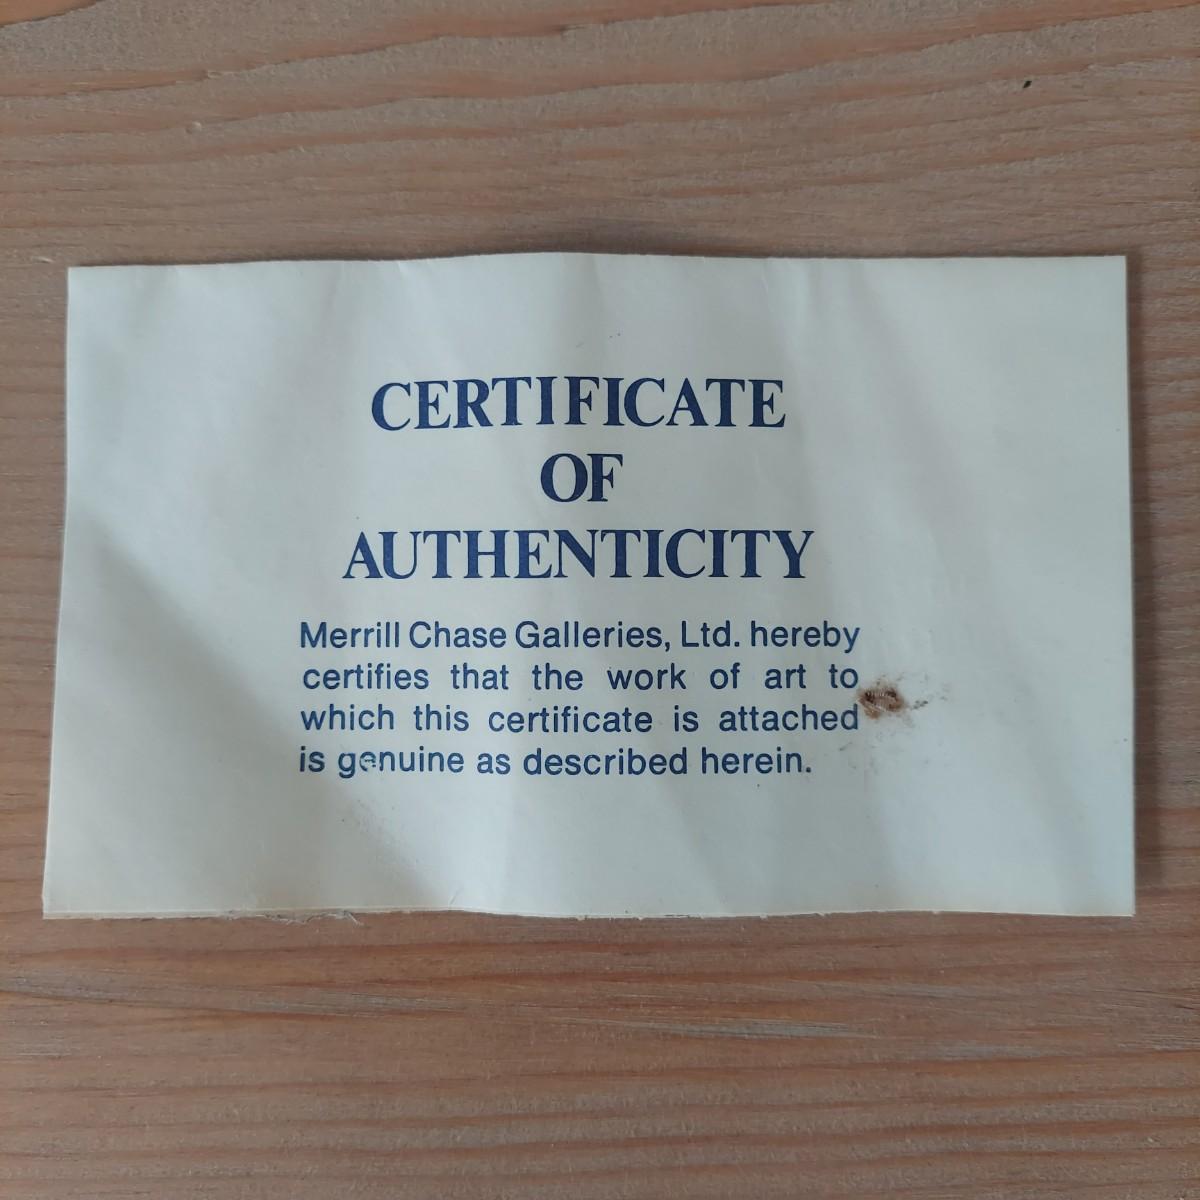 CERTIFICATE
OF
AUTHENTICITY
Merrill Chase Galleries, Ltd. hereby
certifies that the work of art to
which this certificate is attached
is genuine as described herein.